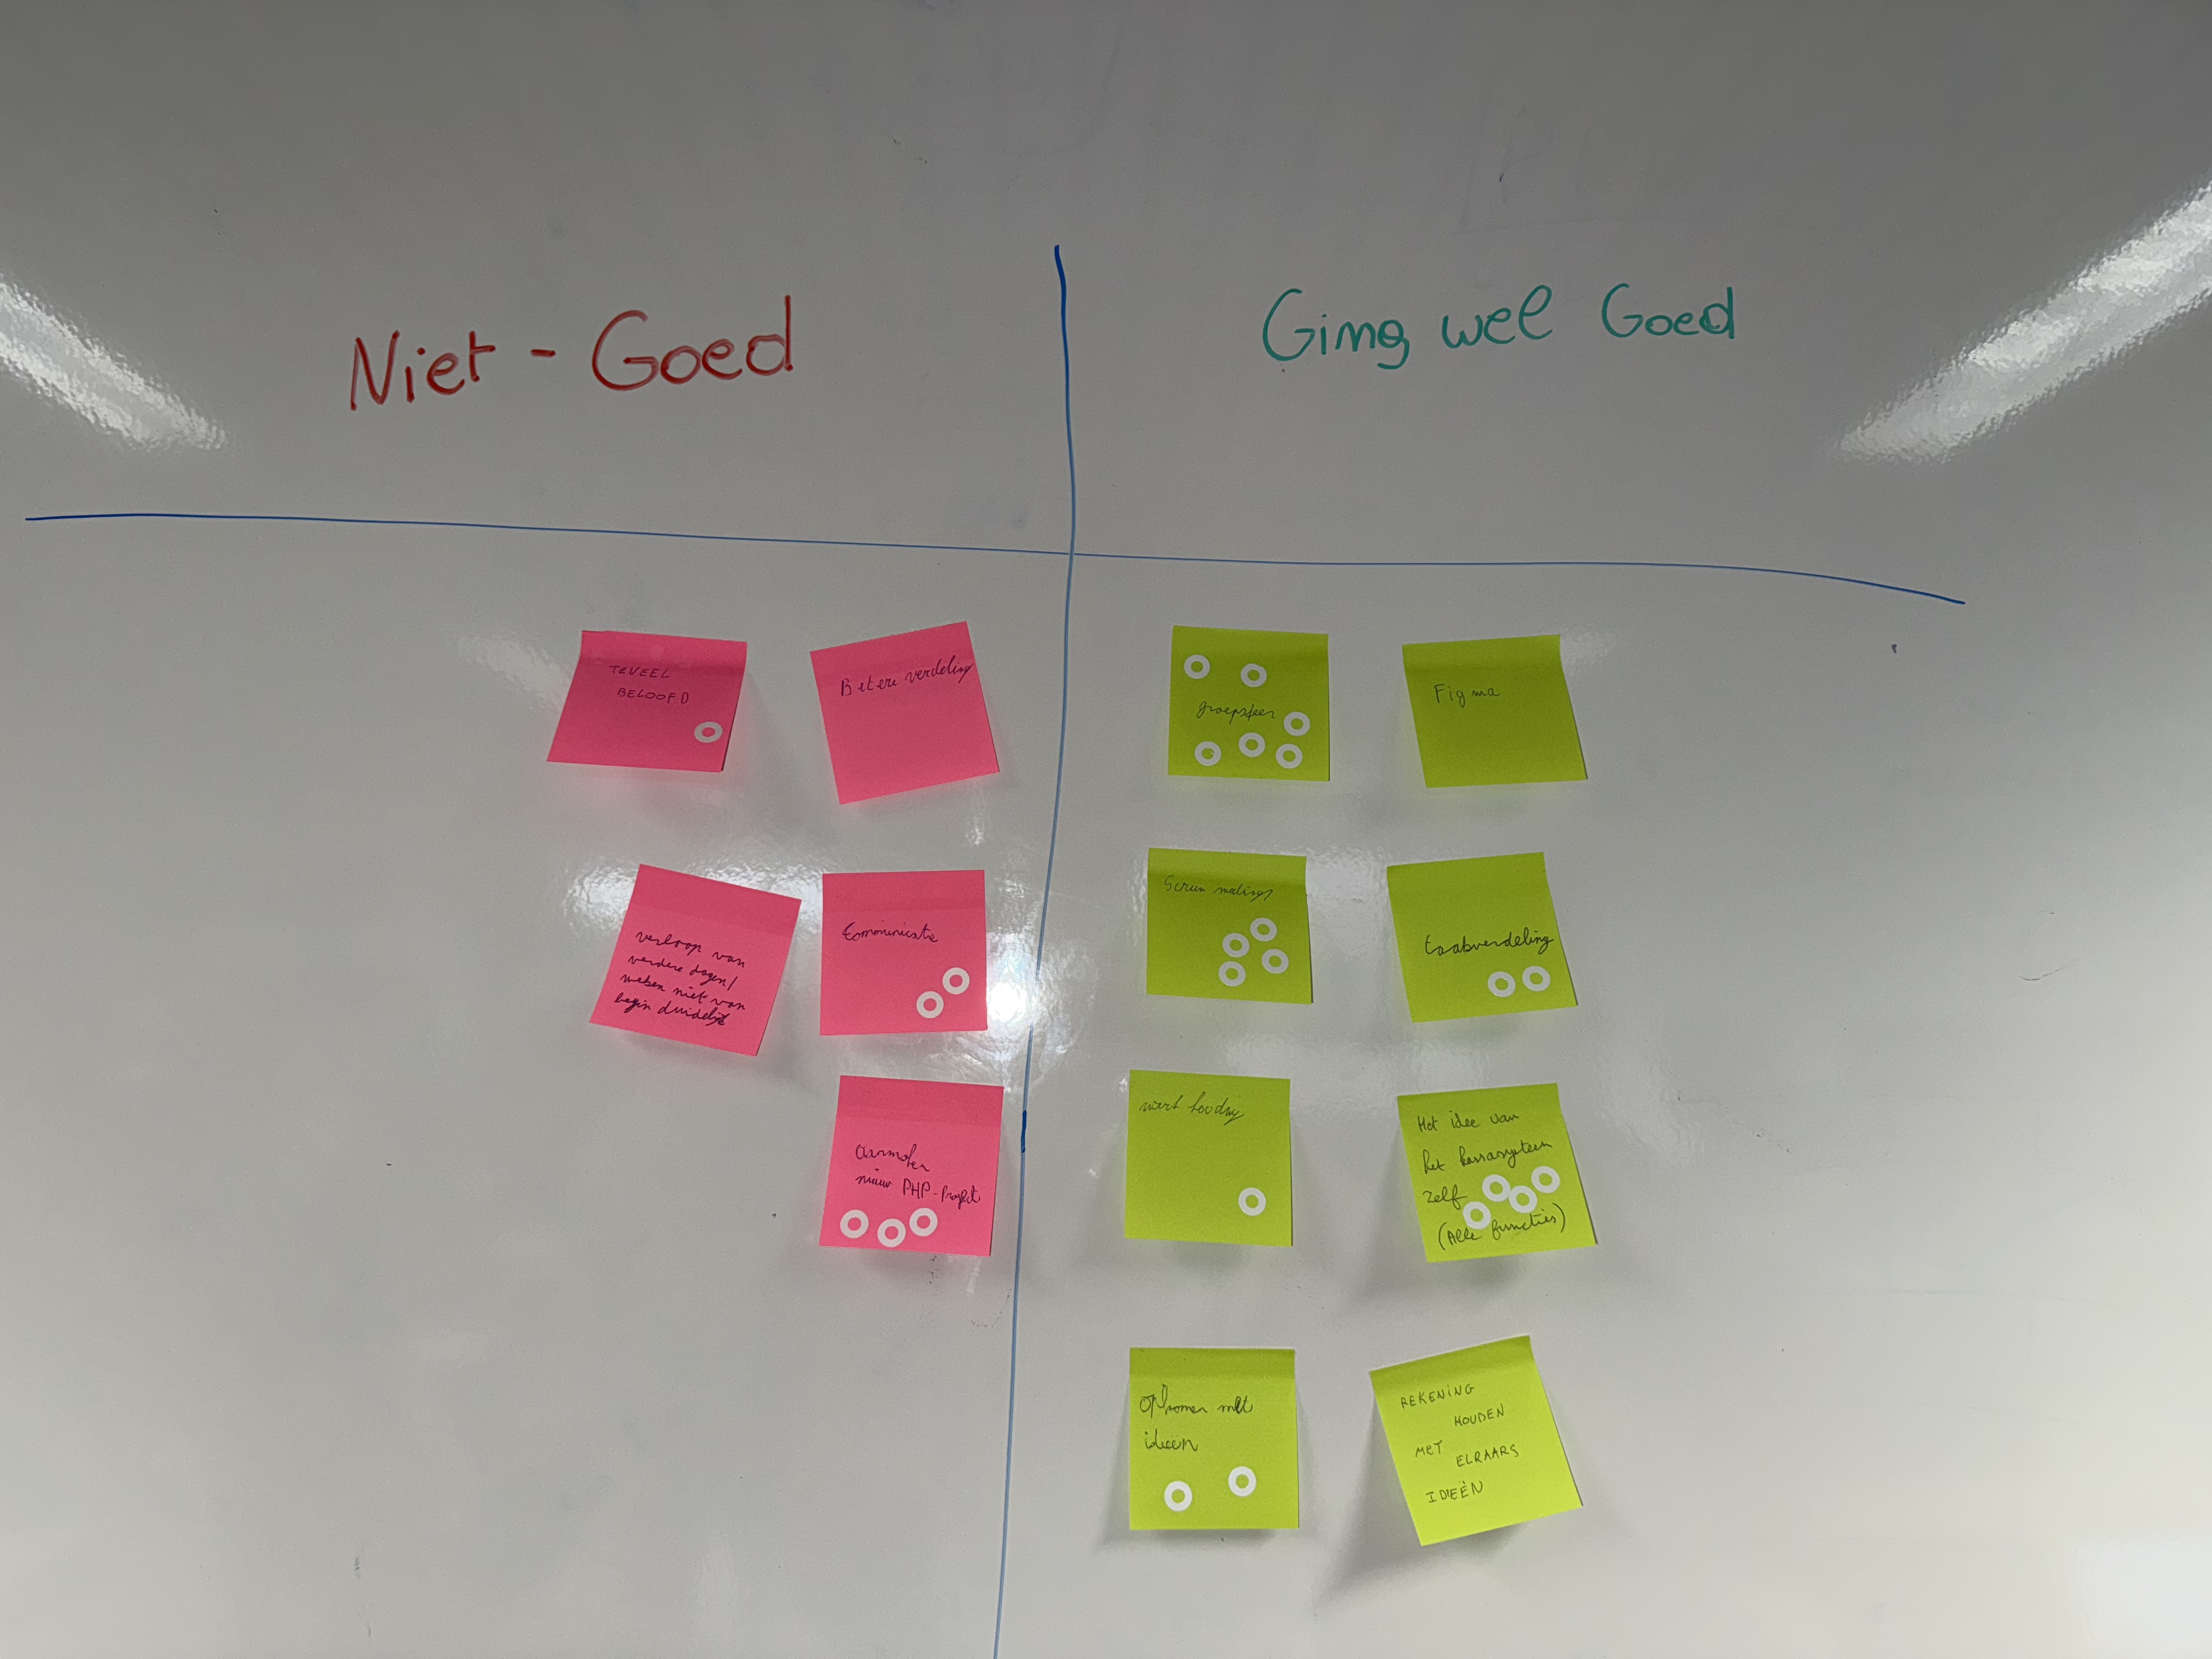 Niet - Goed
Ging wel Goed
TEVEEL
BELOOFD
Betere verdeling
verloop van
verdere dagen/
weken niet van
begin duidelijk
Communicatie
Aanmaken
nieuw PHP-Project
groepsfeer
Figma
Scrum meetings
taakverdeling
werk houding
Het idee van
het kassasysteem
zelf
(Alle functies)
Opkomen met
ideeën
REKENING
HOUDEN
MET ELKAARS
IDEEËN